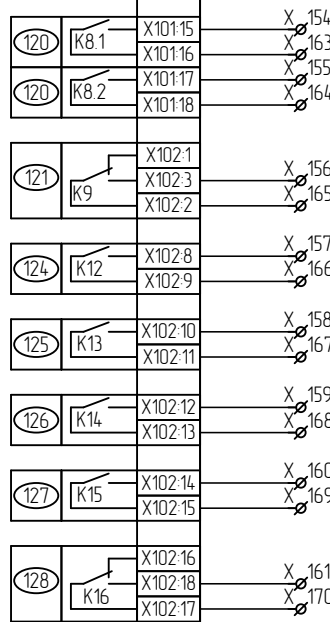 120 K8.1 X101:15 X 154
X101:16 X 163
120 K8.2 X101:17 X 155
X101:18 X 164
X102:1
121 K9 X102:3 X 156
X102:2 X 165
124 K12 X102:8 X 157
X102:9 X 166
125 K13 X102:10 X 158
X102:11 X 167
126 K14 X102:12 X 159
X102:13 X 168
127 K15 X102:14 X 160
X102:15 X 169
X102:16
128 K16 X102:18 X 161
X102:17 X 170